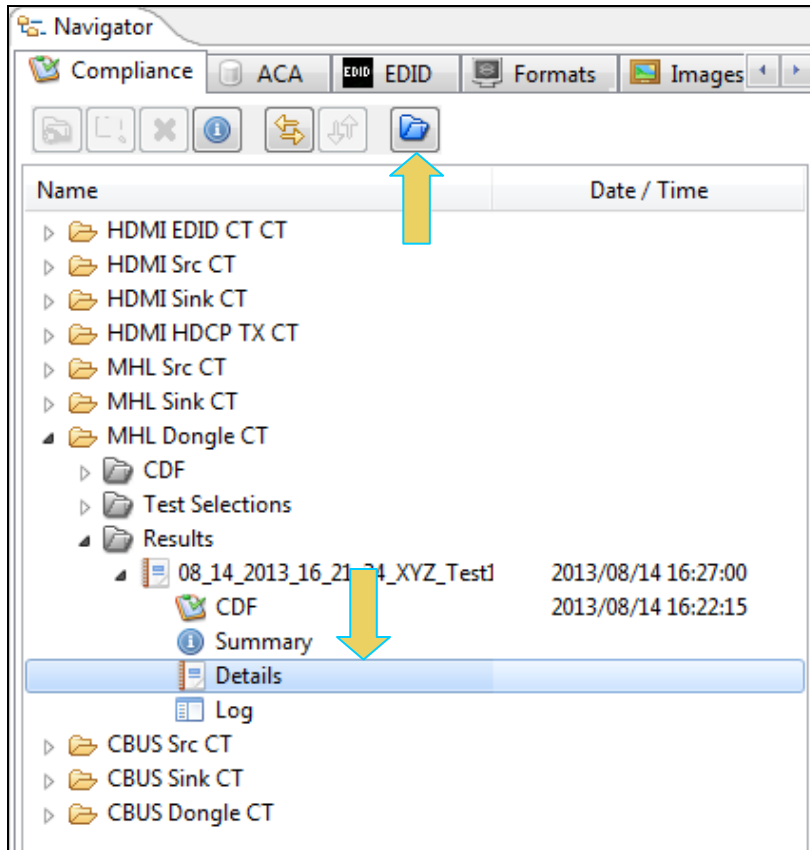 Navigator
Compliance ACA EDID EDID Formats Images
Name Date / Time
HDMI EDID CT CT
HDMI Src CT
HDMI Sink CT
HDMI HDCP TX CT
MHL Src CT
MHL Sink CT
MHL Dongle CT
CDF
Test Selections
Results
08_14_2013_16_21_34_XYZ_Test1 2013/08/14 16:27:00
CDF 2013/08/14 16:22:15
Summary
Details
Log
CBUS Src CT
CBUS Sink CT
CBUS Dongle CT